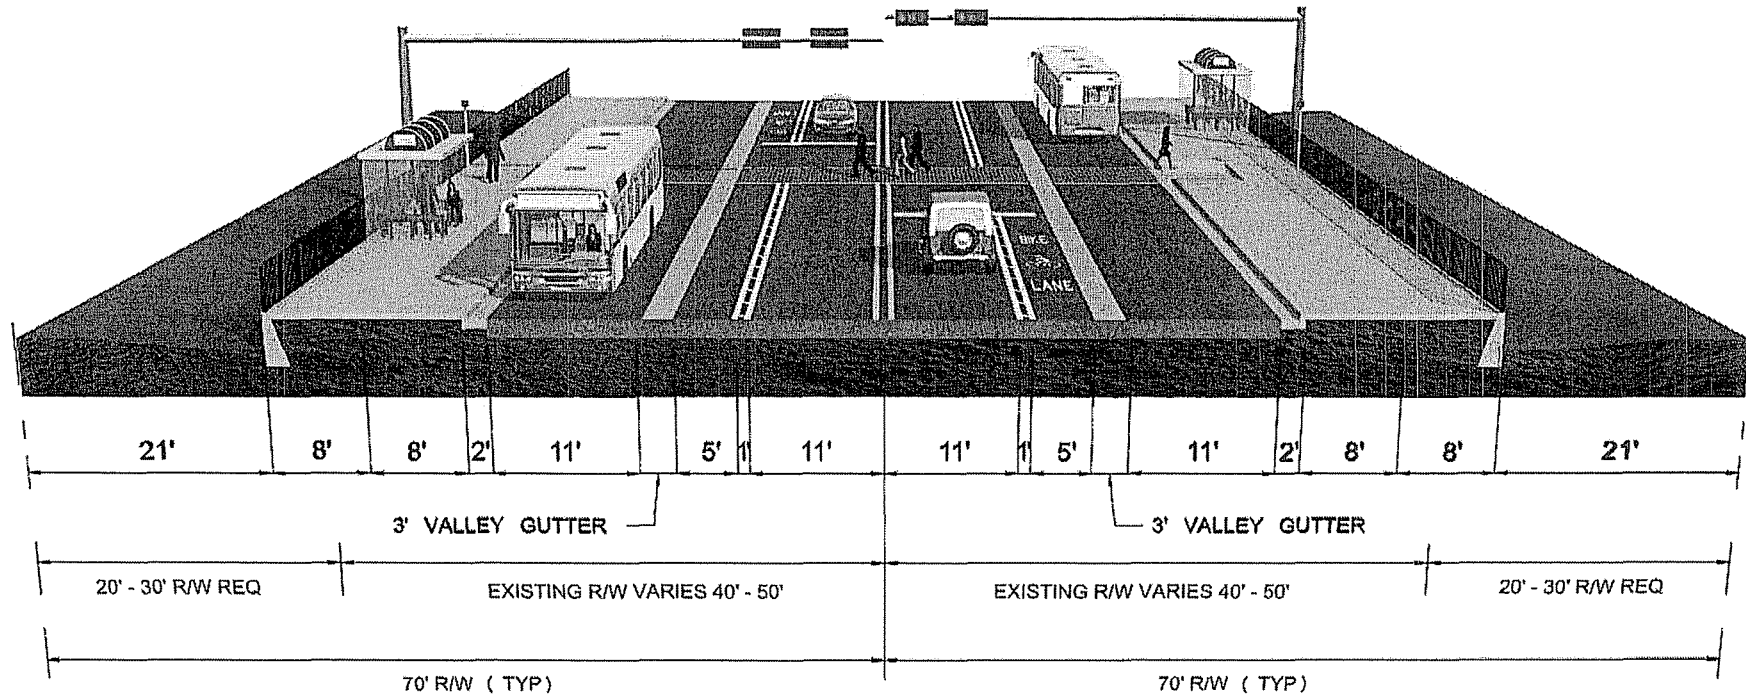 BIKE
LANE
21' 8' 8' 2' 11' 5' 1' 11' 11' 1' 5' 11' 2' 8' 8' 21'
3' VALLEY GUTTER 3' VALLEY GUTTER
20' - 30' R/W REQ EXISTING R/W VARIES 40' - 50' EXISTING R/W VARIES 40' - 50' 20' - 30' R/W REQ
70' R/W ( TYP) 70' R/W ( TYP)